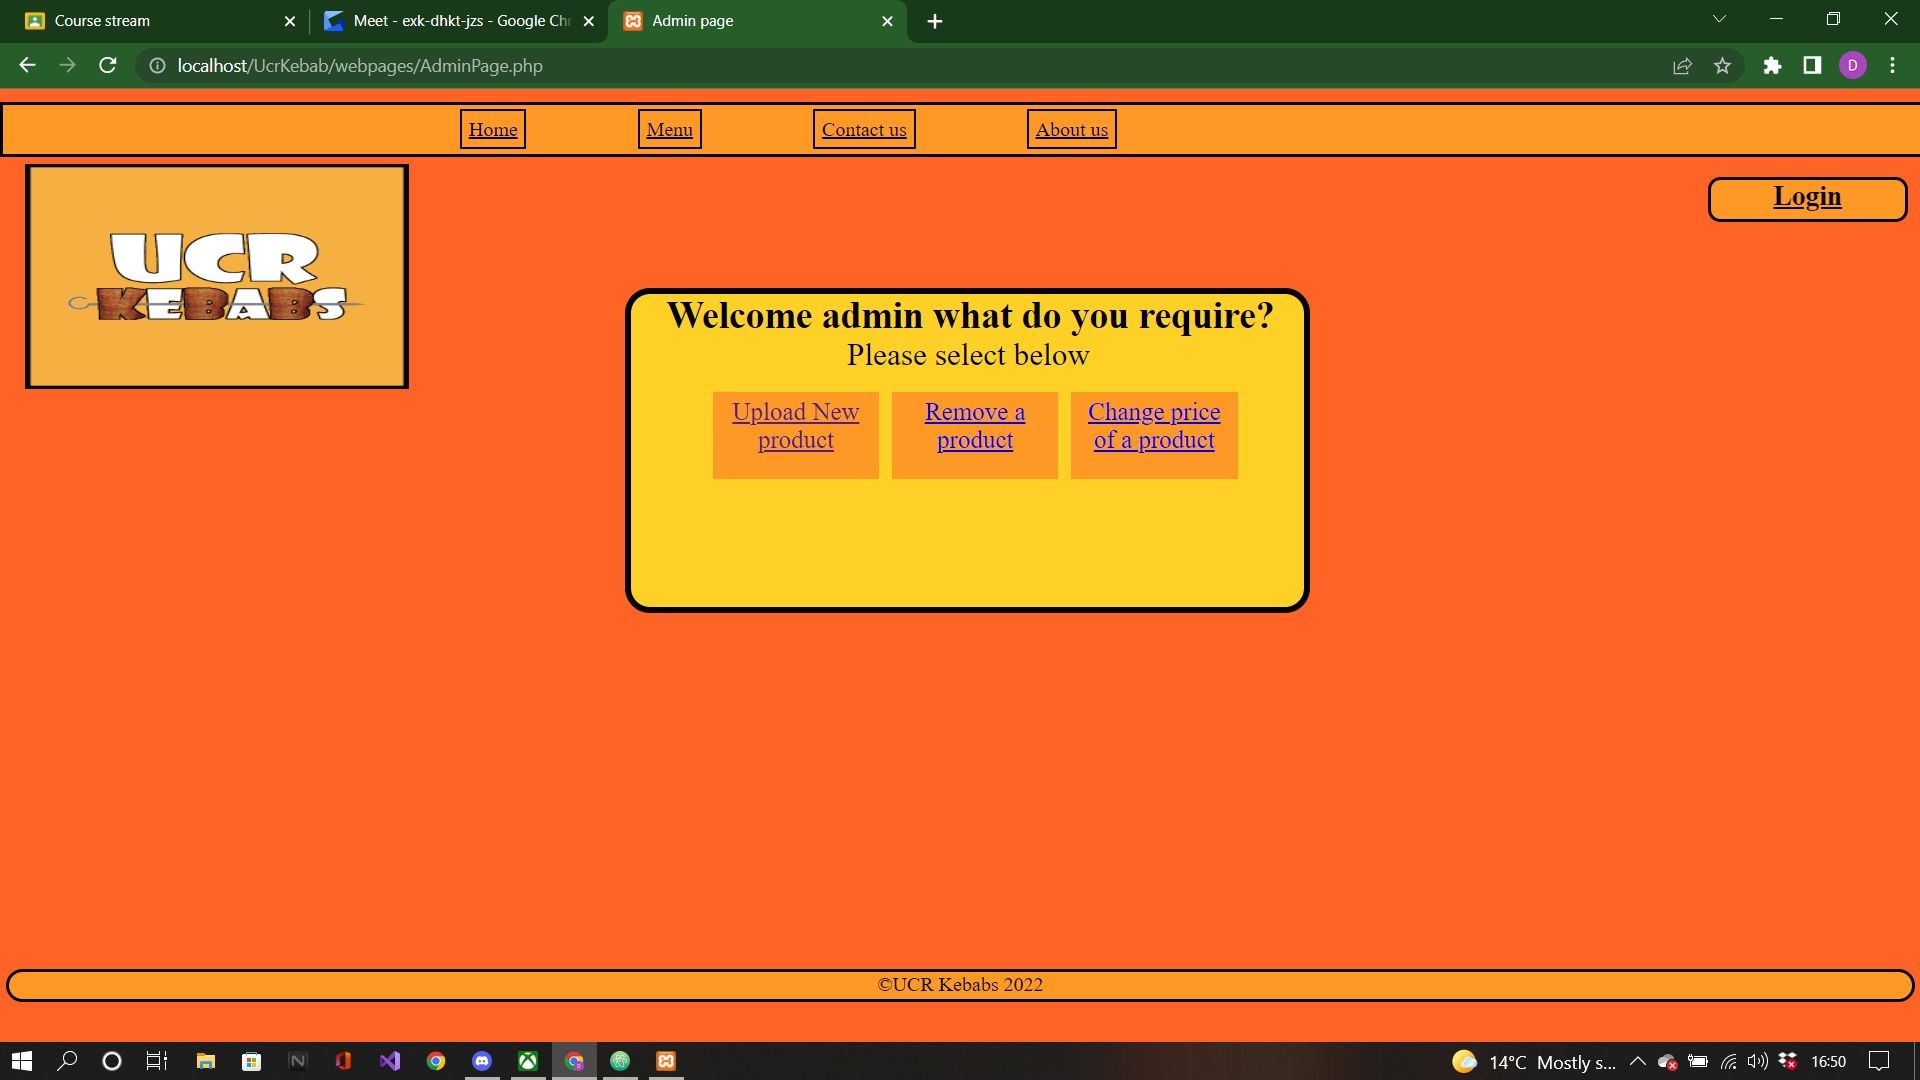 Course stream
Meet - exk-dhkt-jzs - Google Chr
Admin page
localhost/UcrKebab/webpages/AdminPage.php
D
Home
Menu
Contact us
About us
Login
UCR
KEBABS
Welcome admin what do you require?
Please select below
Upload New
product
Remove a
product
Change price
of a product
©UCR Kebabs 2022
14°C Mostly s...
16:50